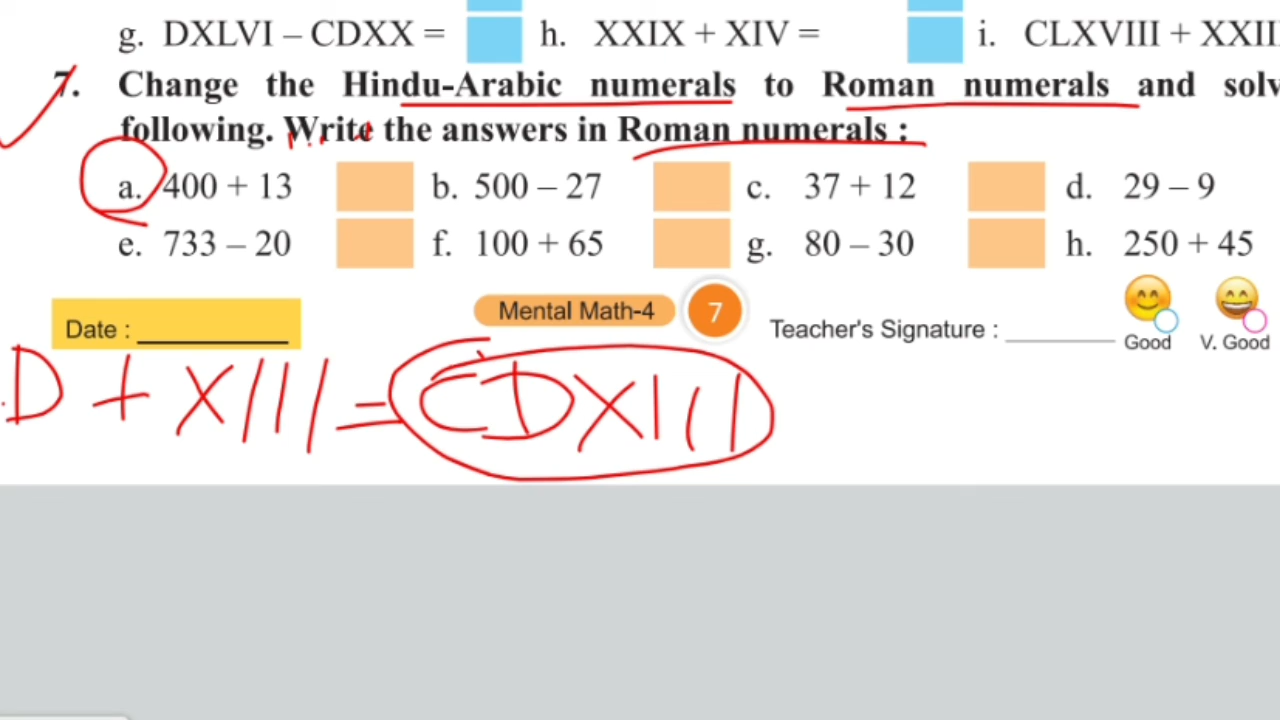 g. DXLVI – CDXX = h. XXIX + XIV = i. CLXVIII + XXII
7. Change the Hindu-Arabic numerals to Roman numerals and solv
following. Write the answers in Roman numerals :
a. 400 + 13 b. 500 – 27 c. 37 + 12 d. 29 – 9
e. 733 – 20 f. 100 + 65 g. 80 – 30 h. 250 + 45
Date : Mental Math-4 7 Teacher's Signature : Good V. Good
D + XIII = CDXIII